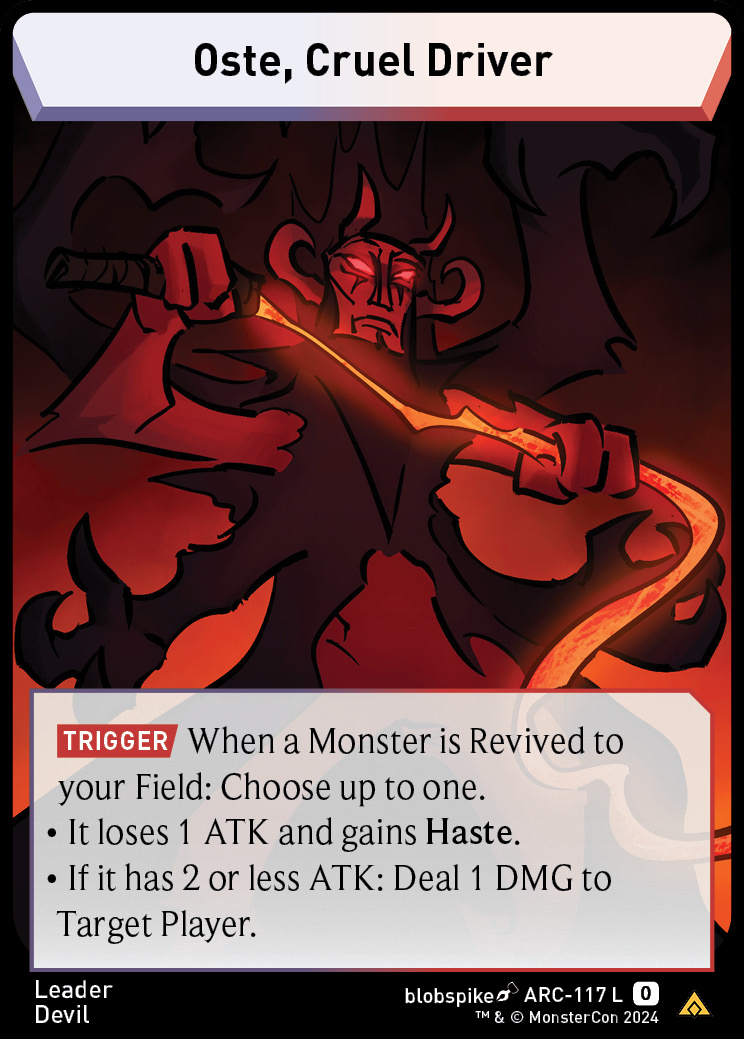 Oste, Cruel Driver
TRIGGER When a Monster is Revived to
your Field: Choose up to one.
• It loses 1 ATK and gains Haste.
• If it has 2 or less ATK: Deal 1 DMG to
Target Player.
Leader
Devil
blobspike ARC-117 L 0
™ & © MonsterCon 2024